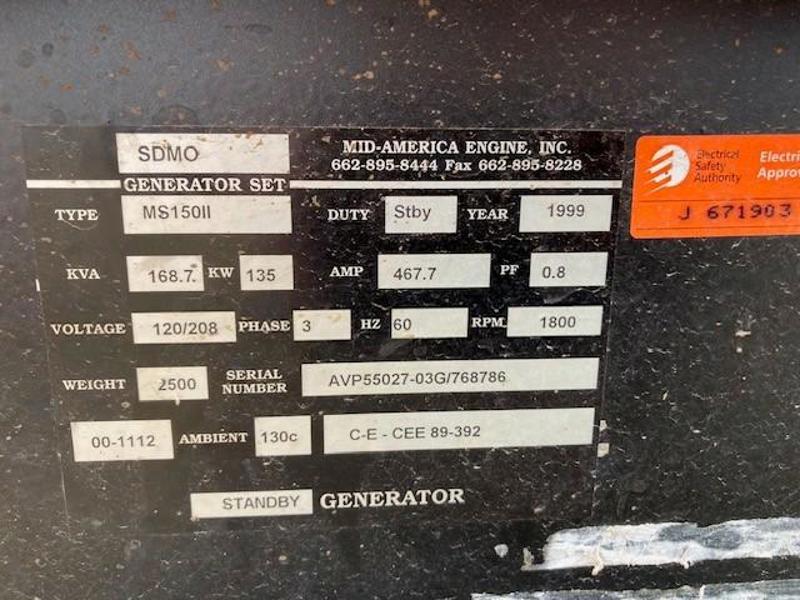 SDMO
MID-AMERICA ENGINE, INC.
662-895-8444 Fax 662-895-8228
GENERATOR SET
TYPE MS150II DUTY Stby YEAR 1999
KVA 168.7 KW 135 AMP 467.7 PF 0.8
VOLTAGE 120/208 PHASE 3 HZ 60 RPM 1800
WEIGHT 2500 SERIAL NUMBER AVP55027-03G/768786
00-1112 AMBIENT 130c C-E - CEE 89-392
STANDBY GENERATOR
Electrical
Safety
Authority
J 671903